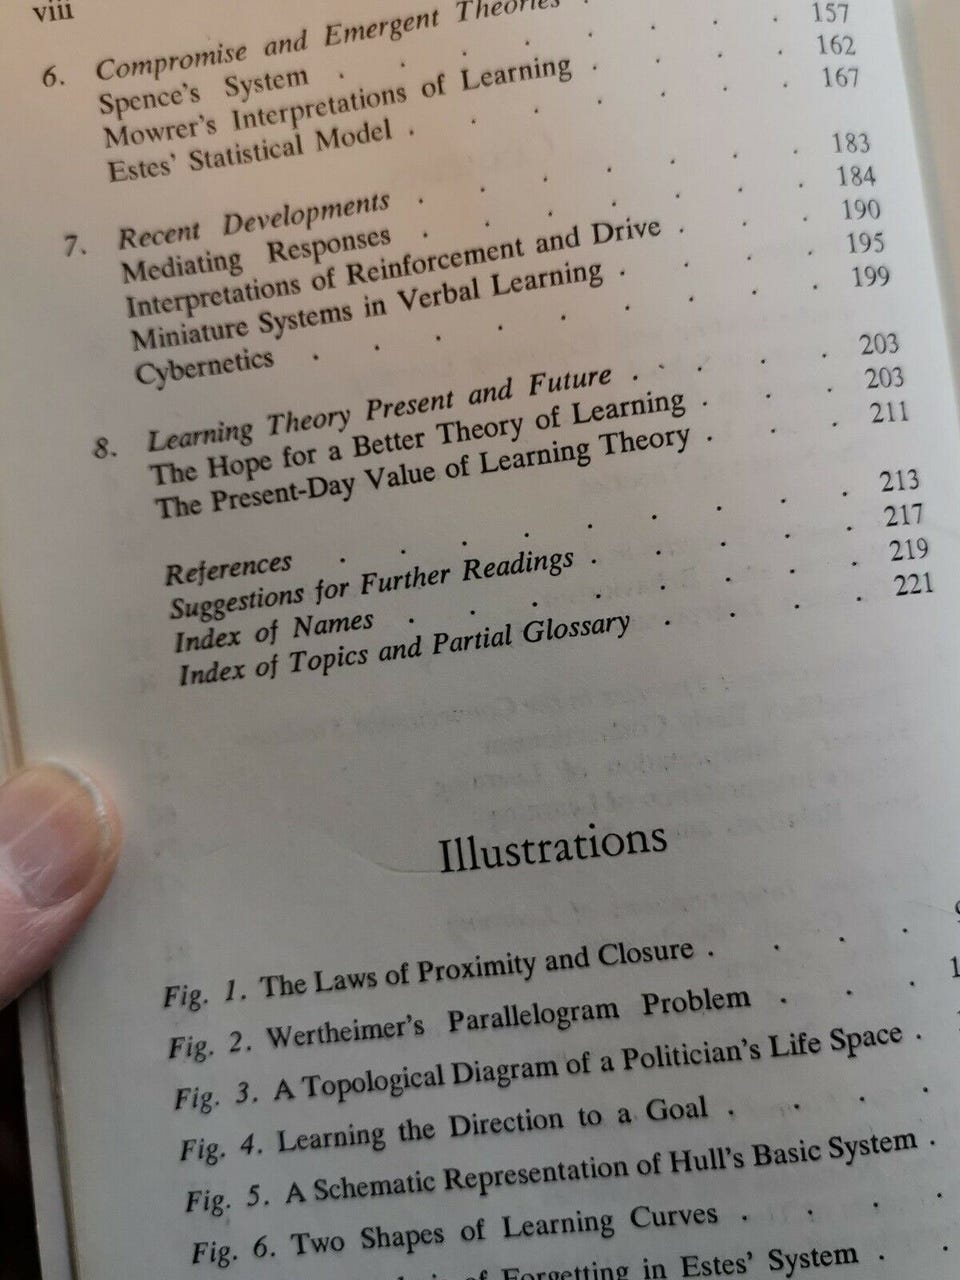 viii
6. Compromise and Emergent Theories .
Spence's System . . . . . . . 157
Mowrer's Interpretations of Learning . . . . 162
Estes' Statistical Model . . . . . . . 167
7. Recent Developments . . . . . . . 183
Mediating Responses . . . . . . . 184
Interpretations of Reinforcement and Drive . . . 190
Miniature Systems in Verbal Learning . . . . 195
Cybernetics . . . . . . . . . 199
8. Learning Theory Present and Future . . . . 203
The Hope for a Better Theory of Learning . . . 203
The Present-Day Value of Learning Theory . . . 211
References . . . . . . . . . 213
Suggestions for Further Readings . . . . . 217
Index of Names . . . . . . . . 219
Index of Topics and Partial Glossary . . . . 221
Illustrations
Fig. 1. The Laws of Proximity and Closure . . . .
Fig. 2. Wertheimer's Parallelogram Problem . . .
Fig. 3. A Topological Diagram of a Politician's Life Space .
Fig. 4. Learning the Direction to a Goal . . . .
Fig. 5. A Schematic Representation of Hull's Basic System .
Fig. 6. Two Shapes of Learning Curves . . . .
of Forgetting in Estes' System . .